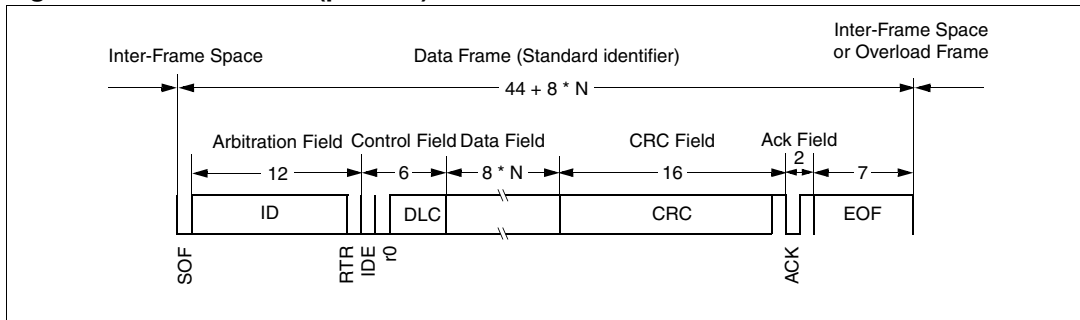 Inter-Frame Space
Data Frame (Standard identifier)
Inter-Frame Space
or Overload Frame
44 + 8 * N
Arbitration Field
Control Field
Data Field
CRC Field
Ack Field
12
6
8 * N
16
2
7
ID
DLC
CRC
EOF
SOF
RTR
IDE
r0
ACK